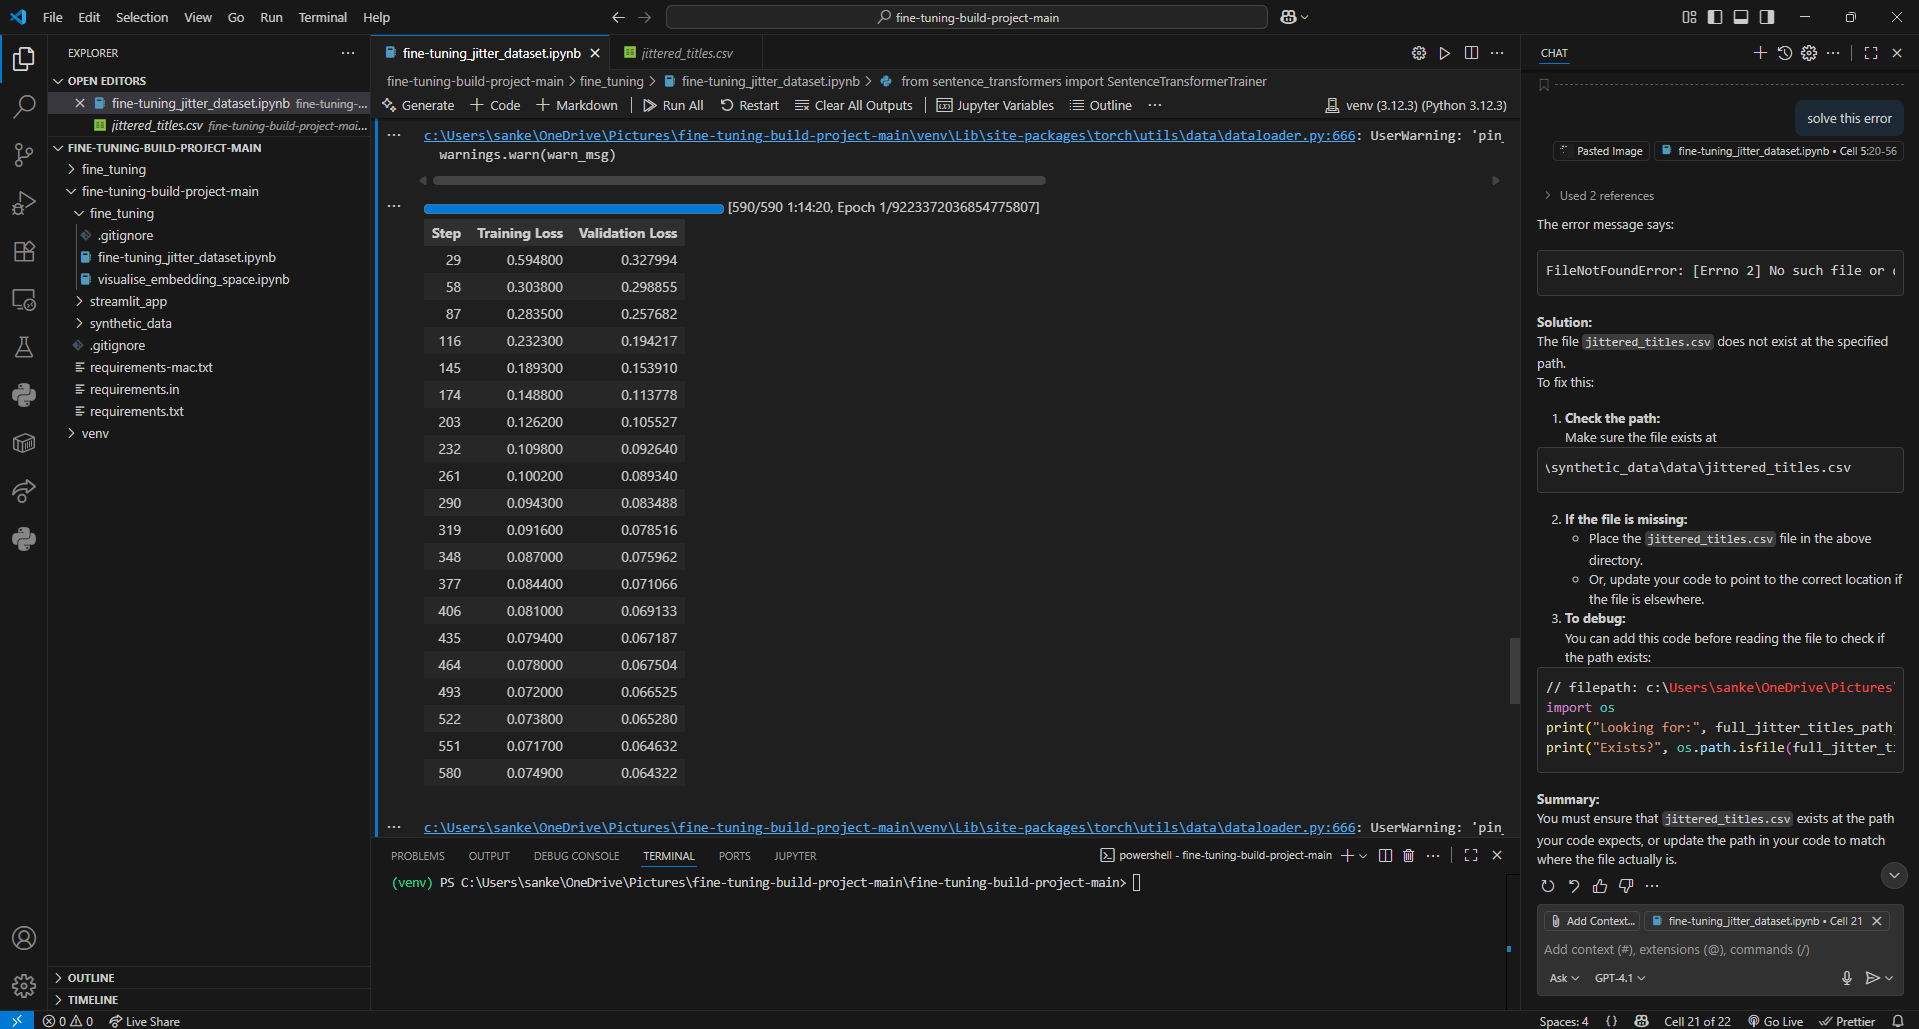 File Edit Selection View Go Run Terminal Help
fine-tuning-build-project-main
EXPLORER
OPEN EDITORS
fine-tuning_jitter_dataset.ipynb fine-tuning-...
jittered_titles.csv fine-tuning-build-project-mai...
FINE-TUNING-BUILD-PROJECT-MAIN
fine_tuning
fine-tuning-build-project-main
fine_tuning
.gitignore
fine-tuning_jitter_dataset.ipynb
visualise_embedding_space.ipynb
streamlit_app
synthetic_data
.gitignore
requirements-mac.txt
requirements.in
requirements.txt
venv
OUTLINE
TIMELINE
fine-tuning_jitter_dataset.ipynb
jittered_titles.csv
fine-tuning-build-project-main > fine_tuning > fine-tuning_jitter_dataset.ipynb > from sentence_transformers import SentenceTransformerTrainer
Generate + Code + Markdown Run All Restart Clear All Outputs Jupyter Variables Outline ... venv (3.12.3) (Python 3.12.3)
c:\Users\sanke\OneDrive\Pictures\fine-tuning-build-project-main\venv\Lib\site-packages\torch\utils\data\dataloader.py:666: UserWarning: 'pin_
warnings.warn(warn_msg)
[590/590 1:14:20, Epoch 1/9223372036854775807]
Step Training Loss Validation Loss
29 0.594800 0.327994
58 0.303800 0.298855
87 0.283500 0.257682
116 0.232300 0.194217
145 0.189300 0.153910
174 0.148800 0.113778
203 0.126200 0.105527
232 0.109800 0.092640
261 0.100200 0.089340
290 0.094300 0.083488
319 0.091600 0.078516
348 0.087000 0.075962
377 0.084400 0.071066
406 0.081000 0.069133
435 0.079400 0.067187
464 0.078000 0.067504
493 0.072000 0.066525
522 0.073800 0.065280
551 0.071700 0.064632
580 0.074900 0.064322
c:\Users\sanke\OneDrive\Pictures\fine-tuning-build-project-main\venv\Lib\site-packages\torch\utils\data\dataloader.py:666: UserWarning: 'pin_
PROBLEMS OUTPUT DEBUG CONSOLE TERMINAL PORTS JUPYTER
powershell - fine-tuning-build-project-main
(venv) PS C:\Users\sanke\OneDrive\Pictures\fine-tuning-build-project-main\fine-tuning-build-project-main>
CHAT
solve this error
Pasted Image fine-tuning_jitter_dataset.ipynb • Cell 5:20-56
Used 2 references
The error message says:
FileNotFoundError: [Errno 2] No such file or
Solution:
The file jittered_titles.csv does not exist at the specified
path.
To fix this:
1. Check the path:
Make sure the file exists at
\synthetic_data\data\jittered_titles.csv
2. If the file is missing:
Place the jittered_titles.csv file in the above
directory.
Or, update your code to point to the correct location if
the file is elsewhere.
3. To debug:
You can add this code before reading the file to check if
the path exists:
// filepath: c:\Users\sanke\OneDrive\Pictures\
import os
print("Looking for:", full_jitter_titles_path)
print("Exists?", os.path.isfile(full_jitter_ti
Summary:
You must ensure that jittered_titles.csv exists at the path
your code expects, or update the path in your code to match
where the file actually is.
Add Context... fine-tuning_jitter_dataset.ipynb • Cell 21
Add context (#), extensions (@), commands (/)
Ask GPT-4.1
0 0 Live Share
Spaces: 4 {} Cell 21 of 22 Go Live Prettier